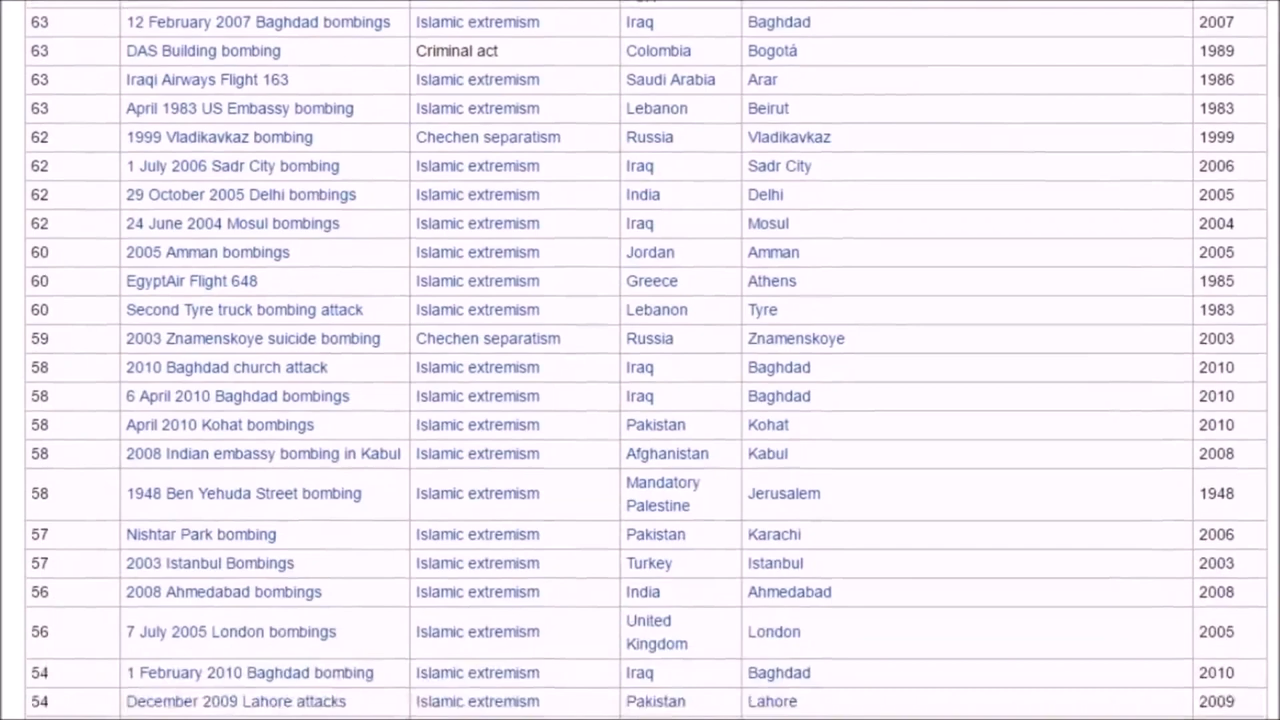 63 12 February 2007 Baghdad bombings Islamic extremism Iraq Baghdad 2007
63 DAS Building bombing Criminal act Colombia Bogotá 1989
63 Iraqi Airways Flight 163 Islamic extremism Saudi Arabia Arar 1986
63 April 1983 US Embassy bombing Islamic extremism Lebanon Beirut 1983
62 1999 Vladikavkaz bombing Chechen separatism Russia Vladikavkaz 1999
62 1 July 2006 Sadr City bombing Islamic extremism Iraq Sadr City 2006
62 29 October 2005 Delhi bombings Islamic extremism India Delhi 2005
62 24 June 2004 Mosul bombings Islamic extremism Iraq Mosul 2004
60 2005 Amman bombings Islamic extremism Jordan Amman 2005
60 EgyptAir Flight 648 Islamic extremism Greece Athens 1985
60 Second Tyre truck bombing attack Islamic extremism Lebanon Tyre 1983
59 2003 Znamenskoye suicide bombing Chechen separatism Russia Znamenskoye 2003
58 2010 Baghdad church attack Islamic extremism Iraq Baghdad 2010
58 6 April 2010 Baghdad bombings Islamic extremism Iraq Baghdad 2010
58 April 2010 Kohat bombings Islamic extremism Pakistan Kohat 2010
58 2008 Indian embassy bombing in Kabul Islamic extremism Afghanistan Kabul 2008
58 1948 Ben Yehuda Street bombing Islamic extremism Mandatory Jerusalem 1948
Palestine
57 Nishtar Park bombing Islamic extremism Pakistan Karachi 2006
57 2003 Istanbul Bombings Islamic extremism Turkey Istanbul 2003
56 2008 Ahmedabad bombings Islamic extremism India Ahmedabad 2008
56 7 July 2005 London bombings Islamic extremism United London 2005
Kingdom
54 1 February 2010 Baghdad bombing Islamic extremism Iraq Baghdad 2010
54 December 2009 Lahore attacks Islamic extremism Pakistan Lahore 2009